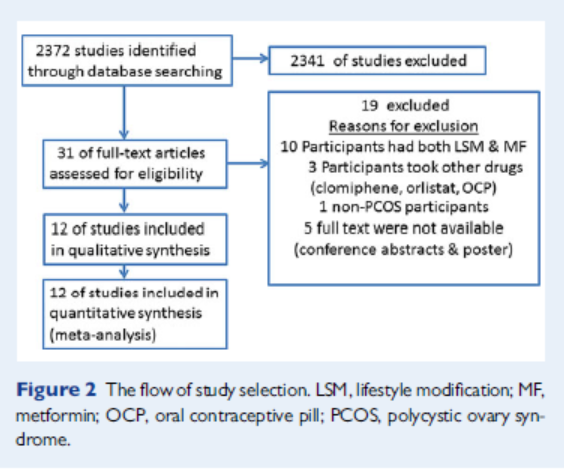 2372 studies identified
through database searching
2341 of studies excluded
31 of full-text articles
assessed for eligibility
19 excluded
Reasons for exclusion
10 Participants had both LSM & MF
3 Participants took other drugs
(clomiphene, orlistat, OCP)
1 non-PCOS participants
5 full text were not available
(conference abstracts & poster)
12 of studies included
in qualitative synthesis
12 of studies included in
quantitative synthesis
(meta-analysis)
Figure 2 The flow of study selection. LSM, lifestyle modification; MF,
metformin; OCP, oral contraceptive pill; PCOS, polycystic ovary syn-
drome.